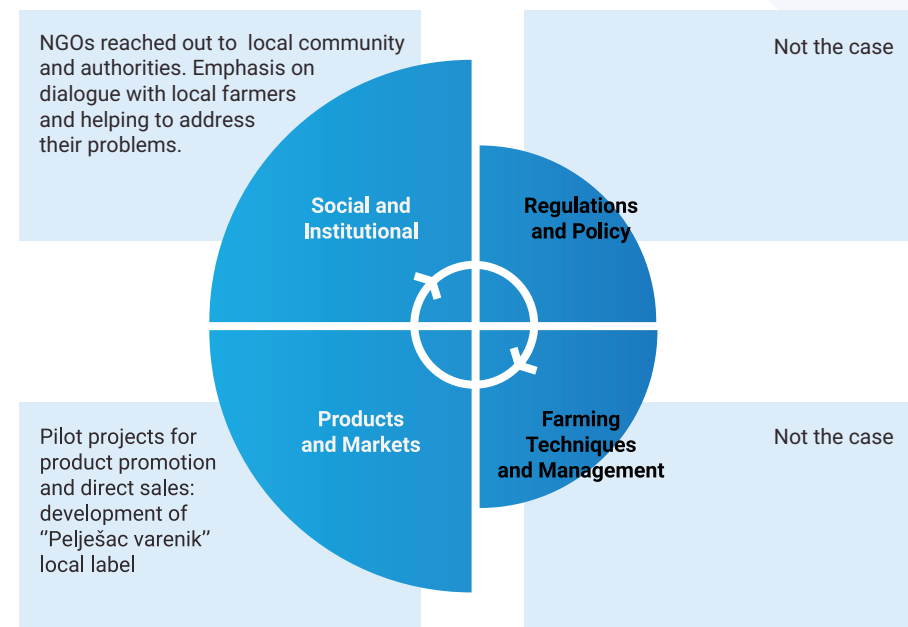 NGOs reached out to local community
and authorities. Emphasis on
dialogue with local farmers
and helping to address
their problems.
Not the case
Social and
Institutional
Regulations
and Policy
Products
and Markets
Farming
Techniques
and Management
Pilot projects for
product promotion
and direct sales:
development of
“Pelješac varenik”
local label
Not the case